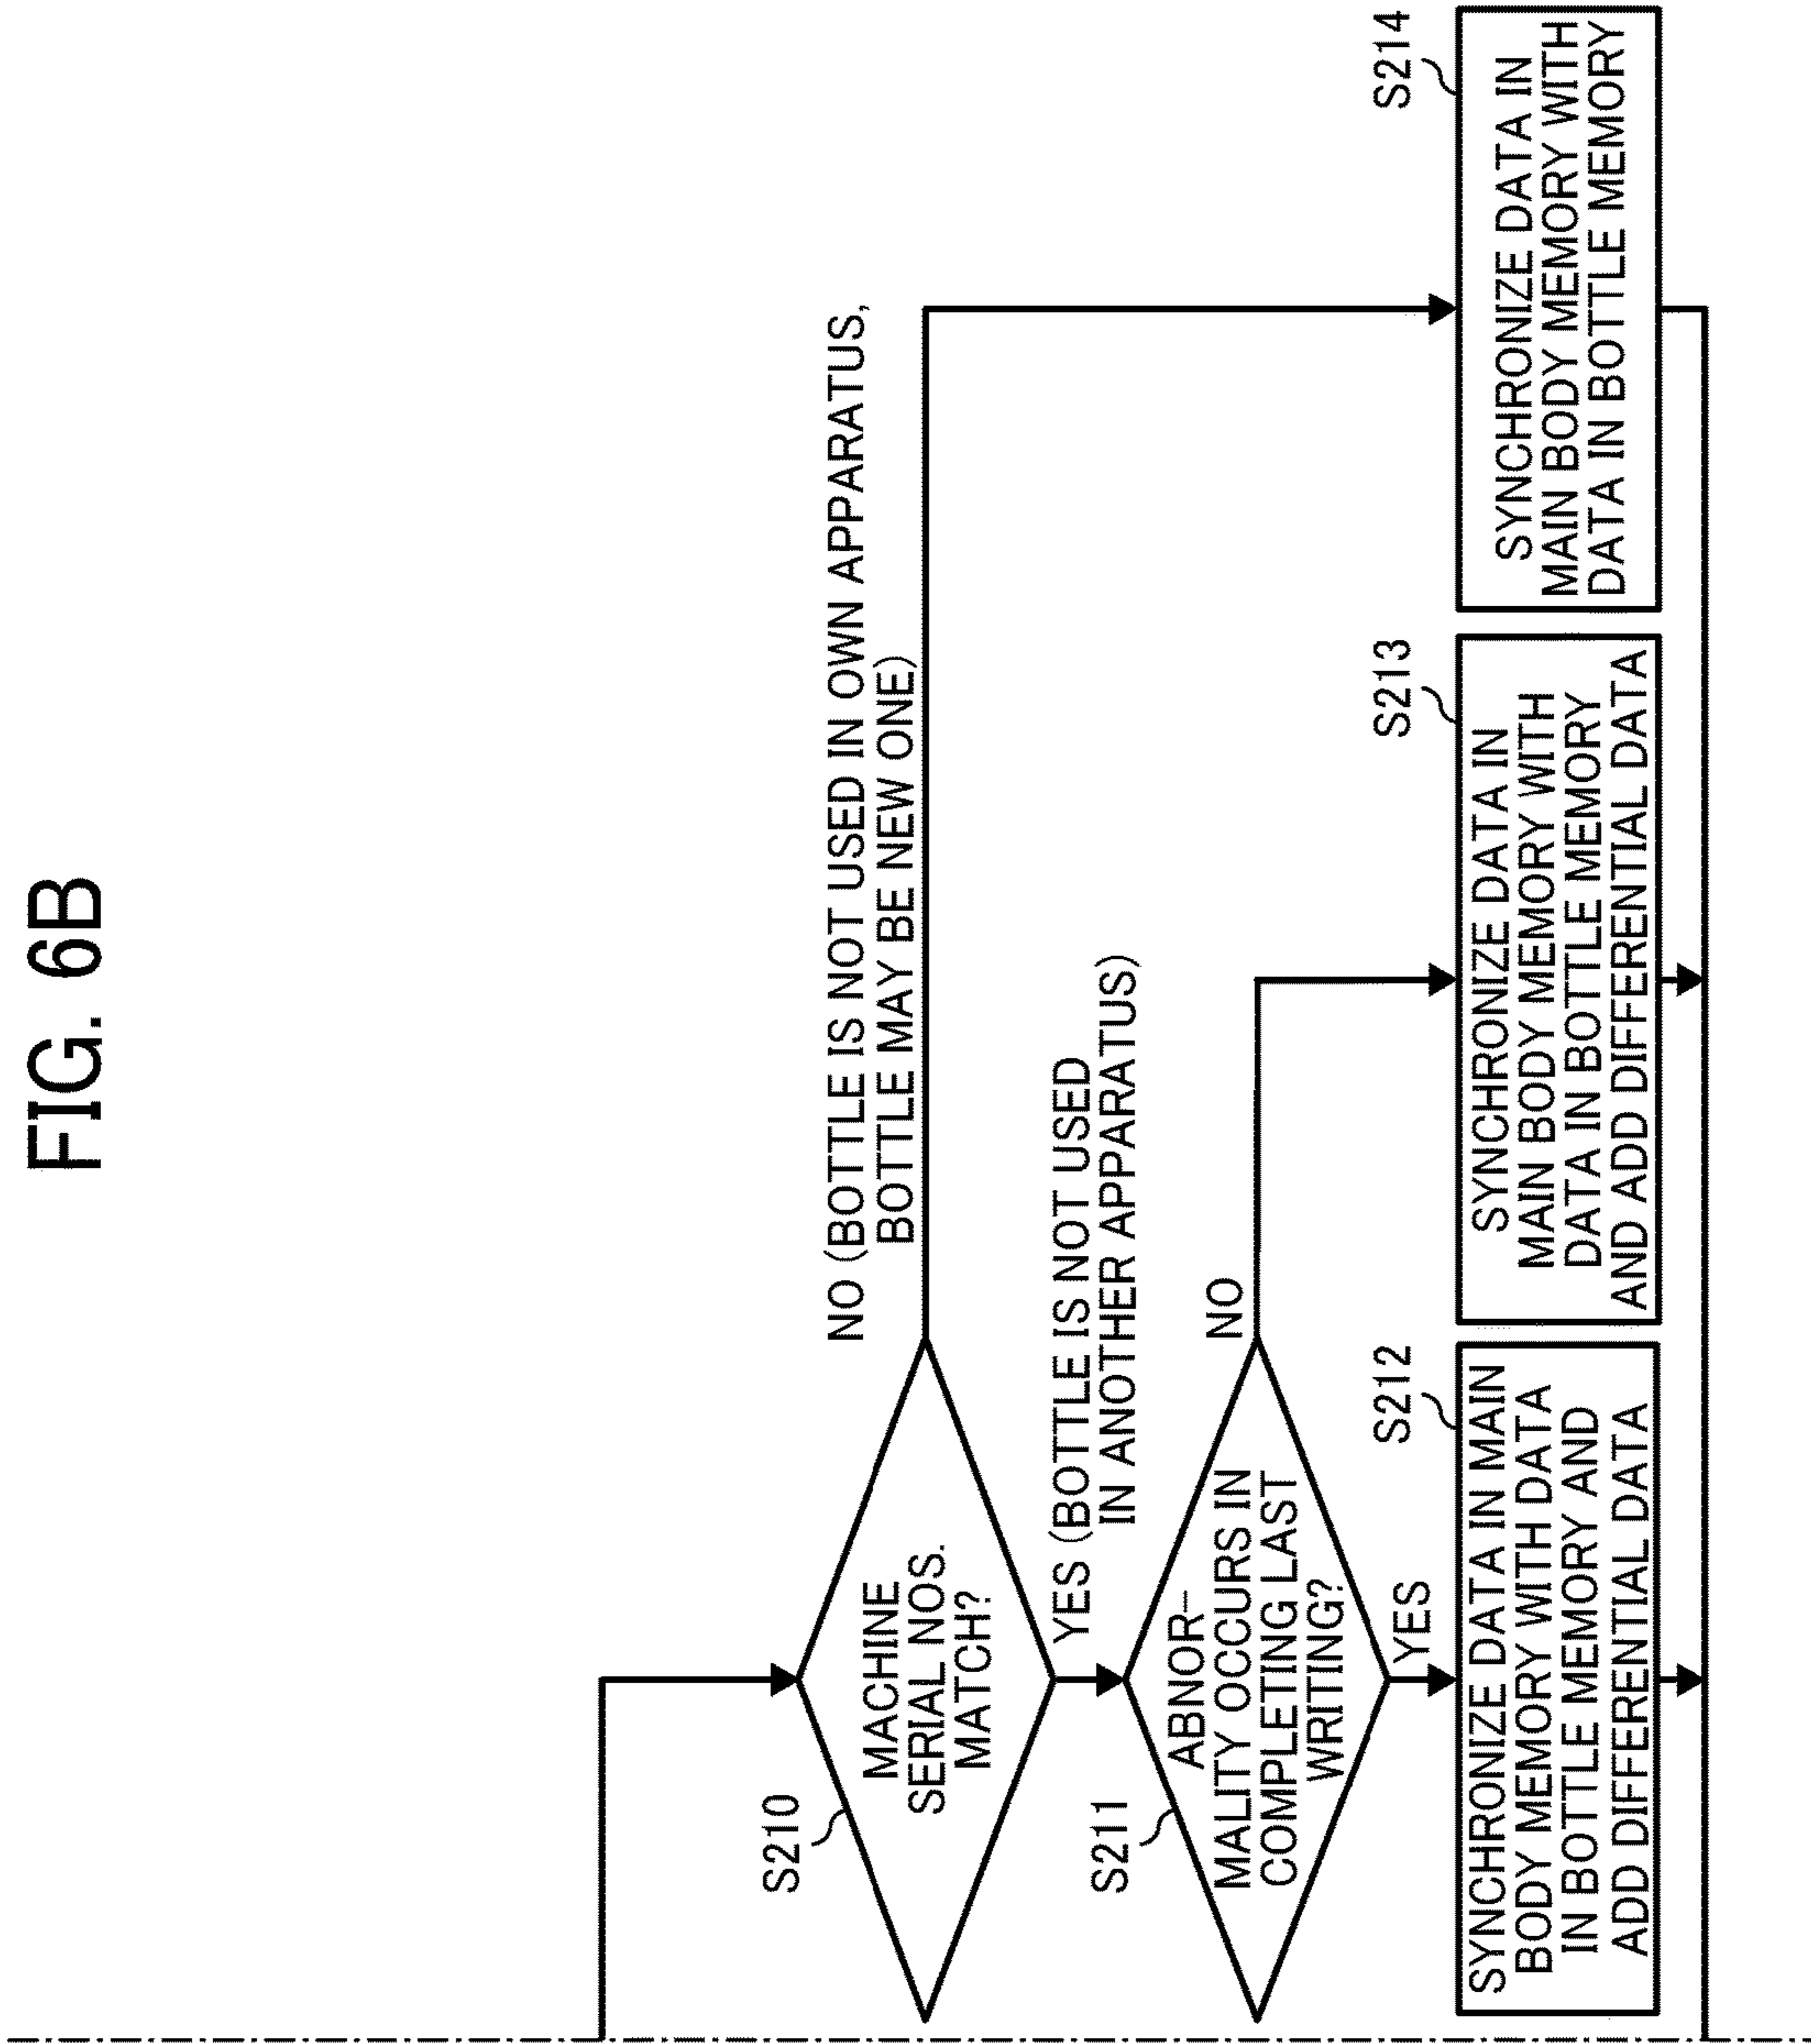 FIG. 6B
S210
MACHINE
SERIAL NOS.
MATCH?
NO (BOTTLE IS NOT USED IN OWN APPARATUS,
BOTTLE MAY BE NEW ONE)
YES (BOTTLE IS NOT USED
IN ANOTHER APPARATUS)
S211
ABNOR-
MALITY OCCURS IN
COMPLETING LAST
WRITING?
NO
YES
S212
SYNCHRONIZE DATA IN MAIN
BODY MEMORY WITH DATA
IN BOTTLE MEMORY AND
ADD DIFFERENTIAL DATA
S213
SYNCHRONIZE DATA IN
MAIN BODY MEMORY WITH
DATA IN BOTTLE MEMORY
AND ADD DIFFERENTIAL DATA
S214
SYNCHRONIZE DATA IN
MAIN BODY MEMORY WITH
DATA IN BOTTLE MEMORY